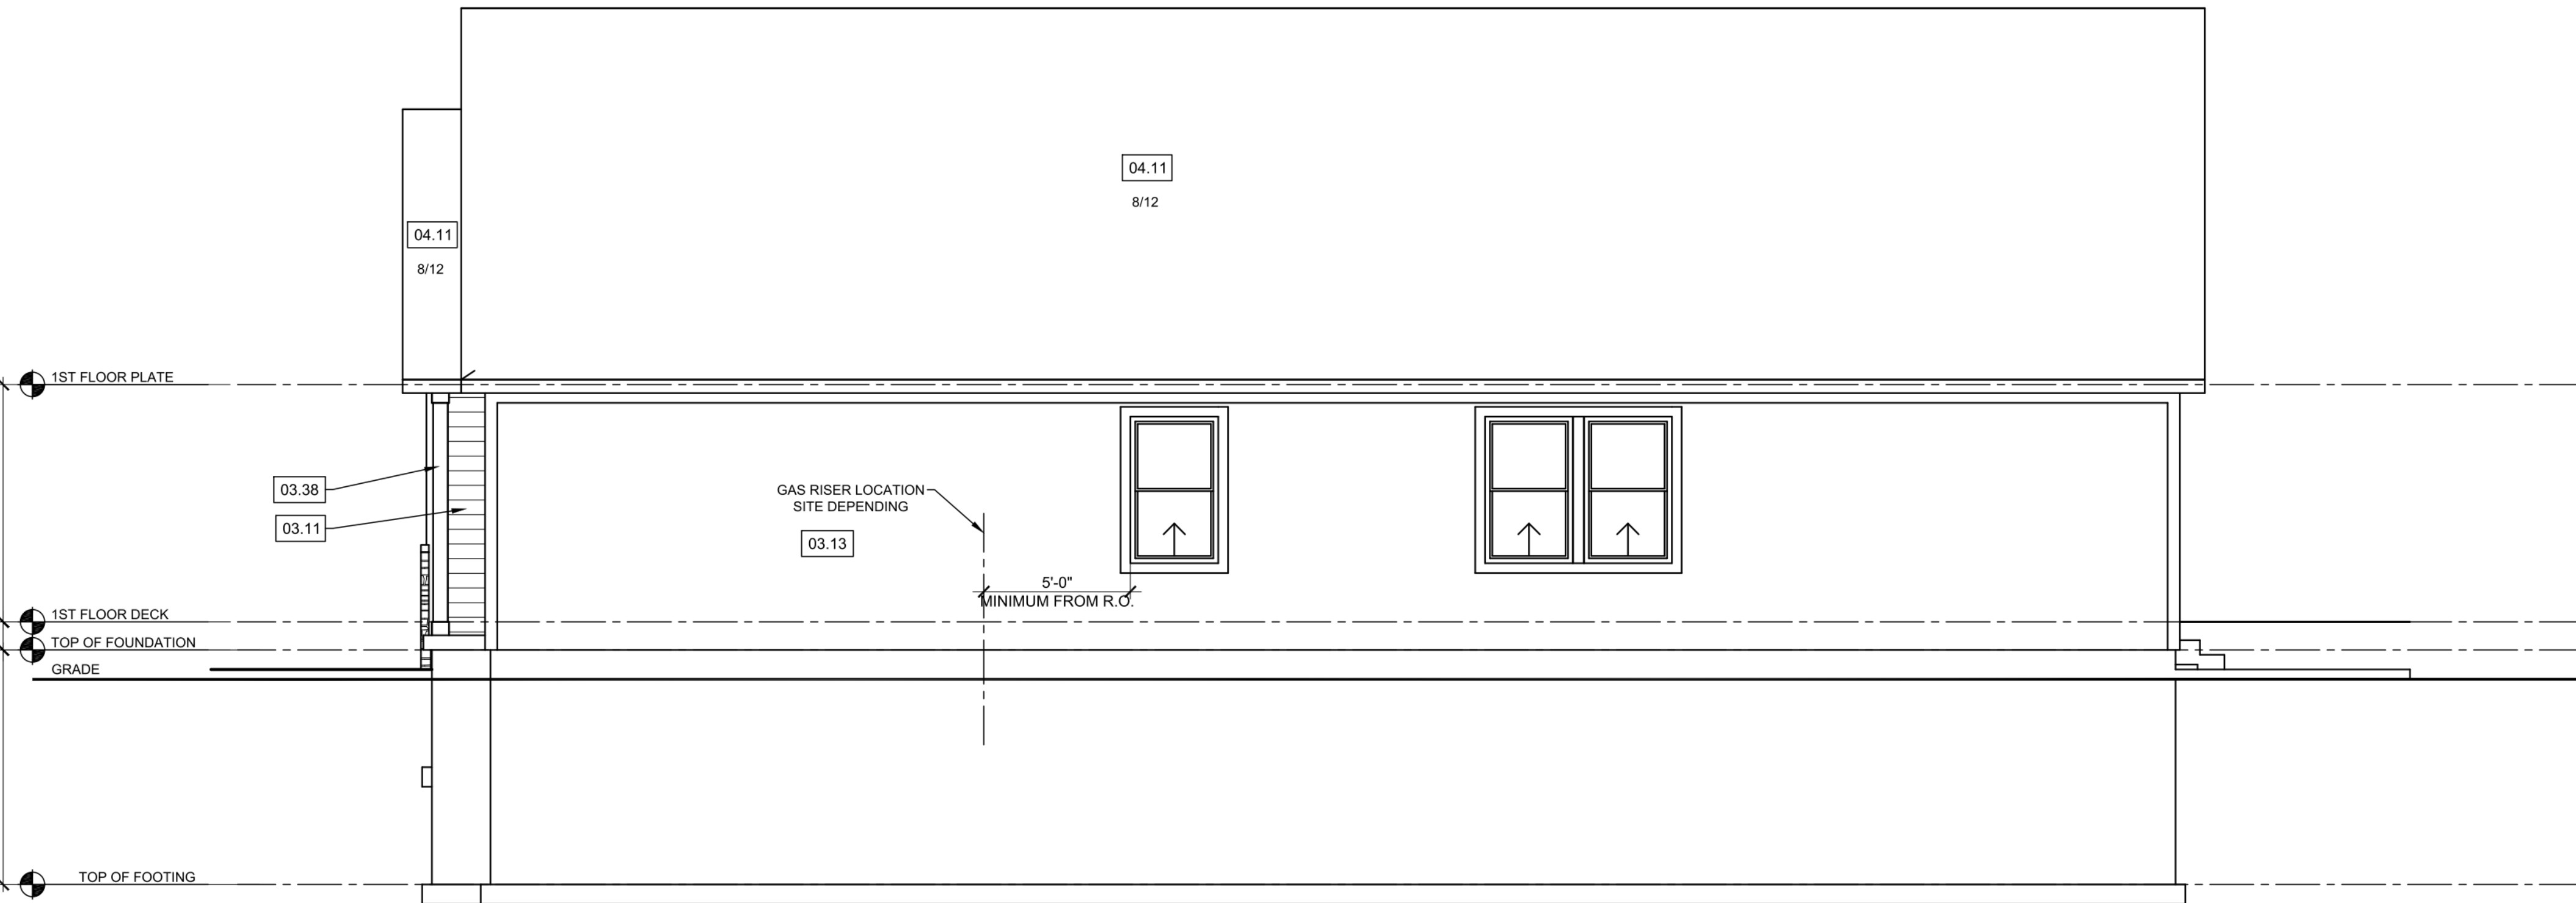 04.11
8/12
04.11
8/12
1ST FLOOR PLATE
03.38
03.11
GAS RISER LOCATION
SITE DEPENDING
03.13
5'-0"
MINIMUM FROM R.O.
1ST FLOOR DECK
TOP OF FOUNDATION
GRADE
TOP OF FOOTING